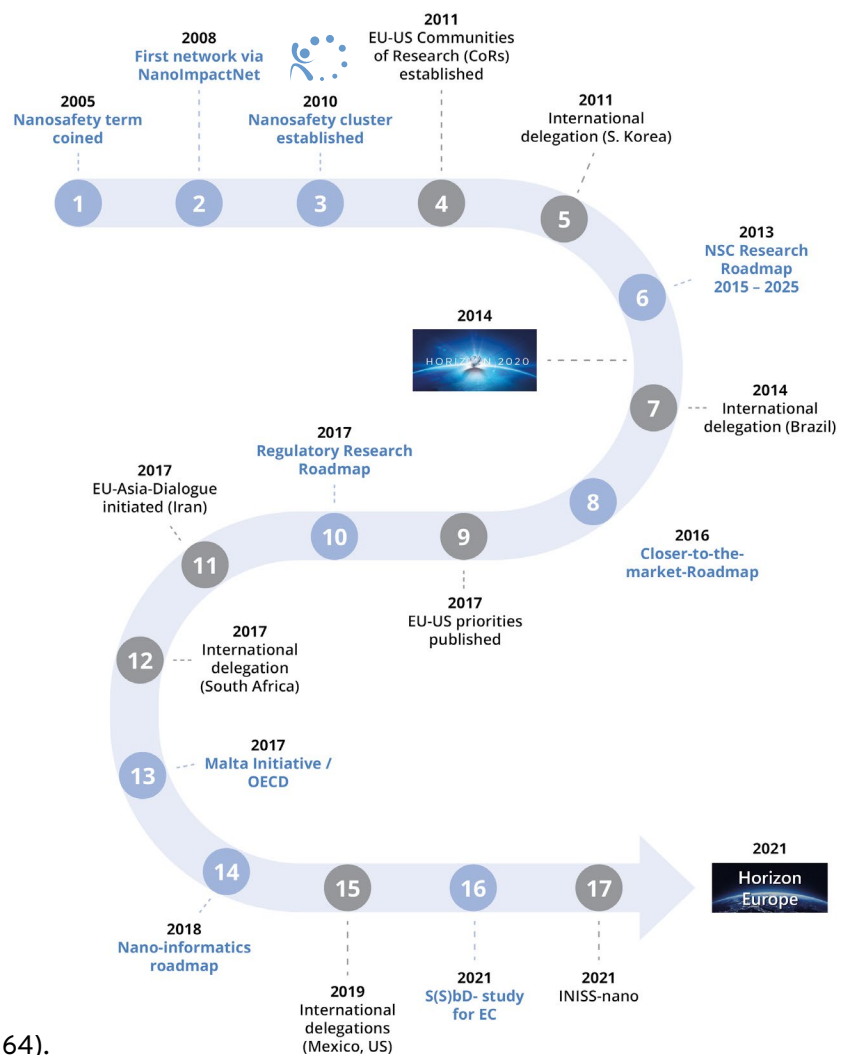 2005
Nanosafety term
coined
1
2008
First network via
NanoImpactNet
2
2010
Nanosafety cluster
established
3
2011
EU-US Communities
of Research (CoRs)
established
4
2011
International
delegation (S. Korea)
5
2013
NSC Research
Roadmap
2015 – 2025
6
2014
HORIZON 2020
2014
International
delegation (Brazil)
7
2016
Closer-to-the-
market-Roadmap
8
9
2017
EU-US priorities
published
2017
Regulatory Research
Roadmap
10
2017
EU-Asia-Dialogue
initiated (Iran)
11
12
2017
International
delegation
(South Africa)
13
2017
Malta Initiative /
OECD
14
2018
Nano-informatics
roadmap
15
2019
International
delegations
(Mexico, US)
16
2021
S(S)bD- study
for EC
17
2021
INISS-nano
2021
Horizon
Europe
64).